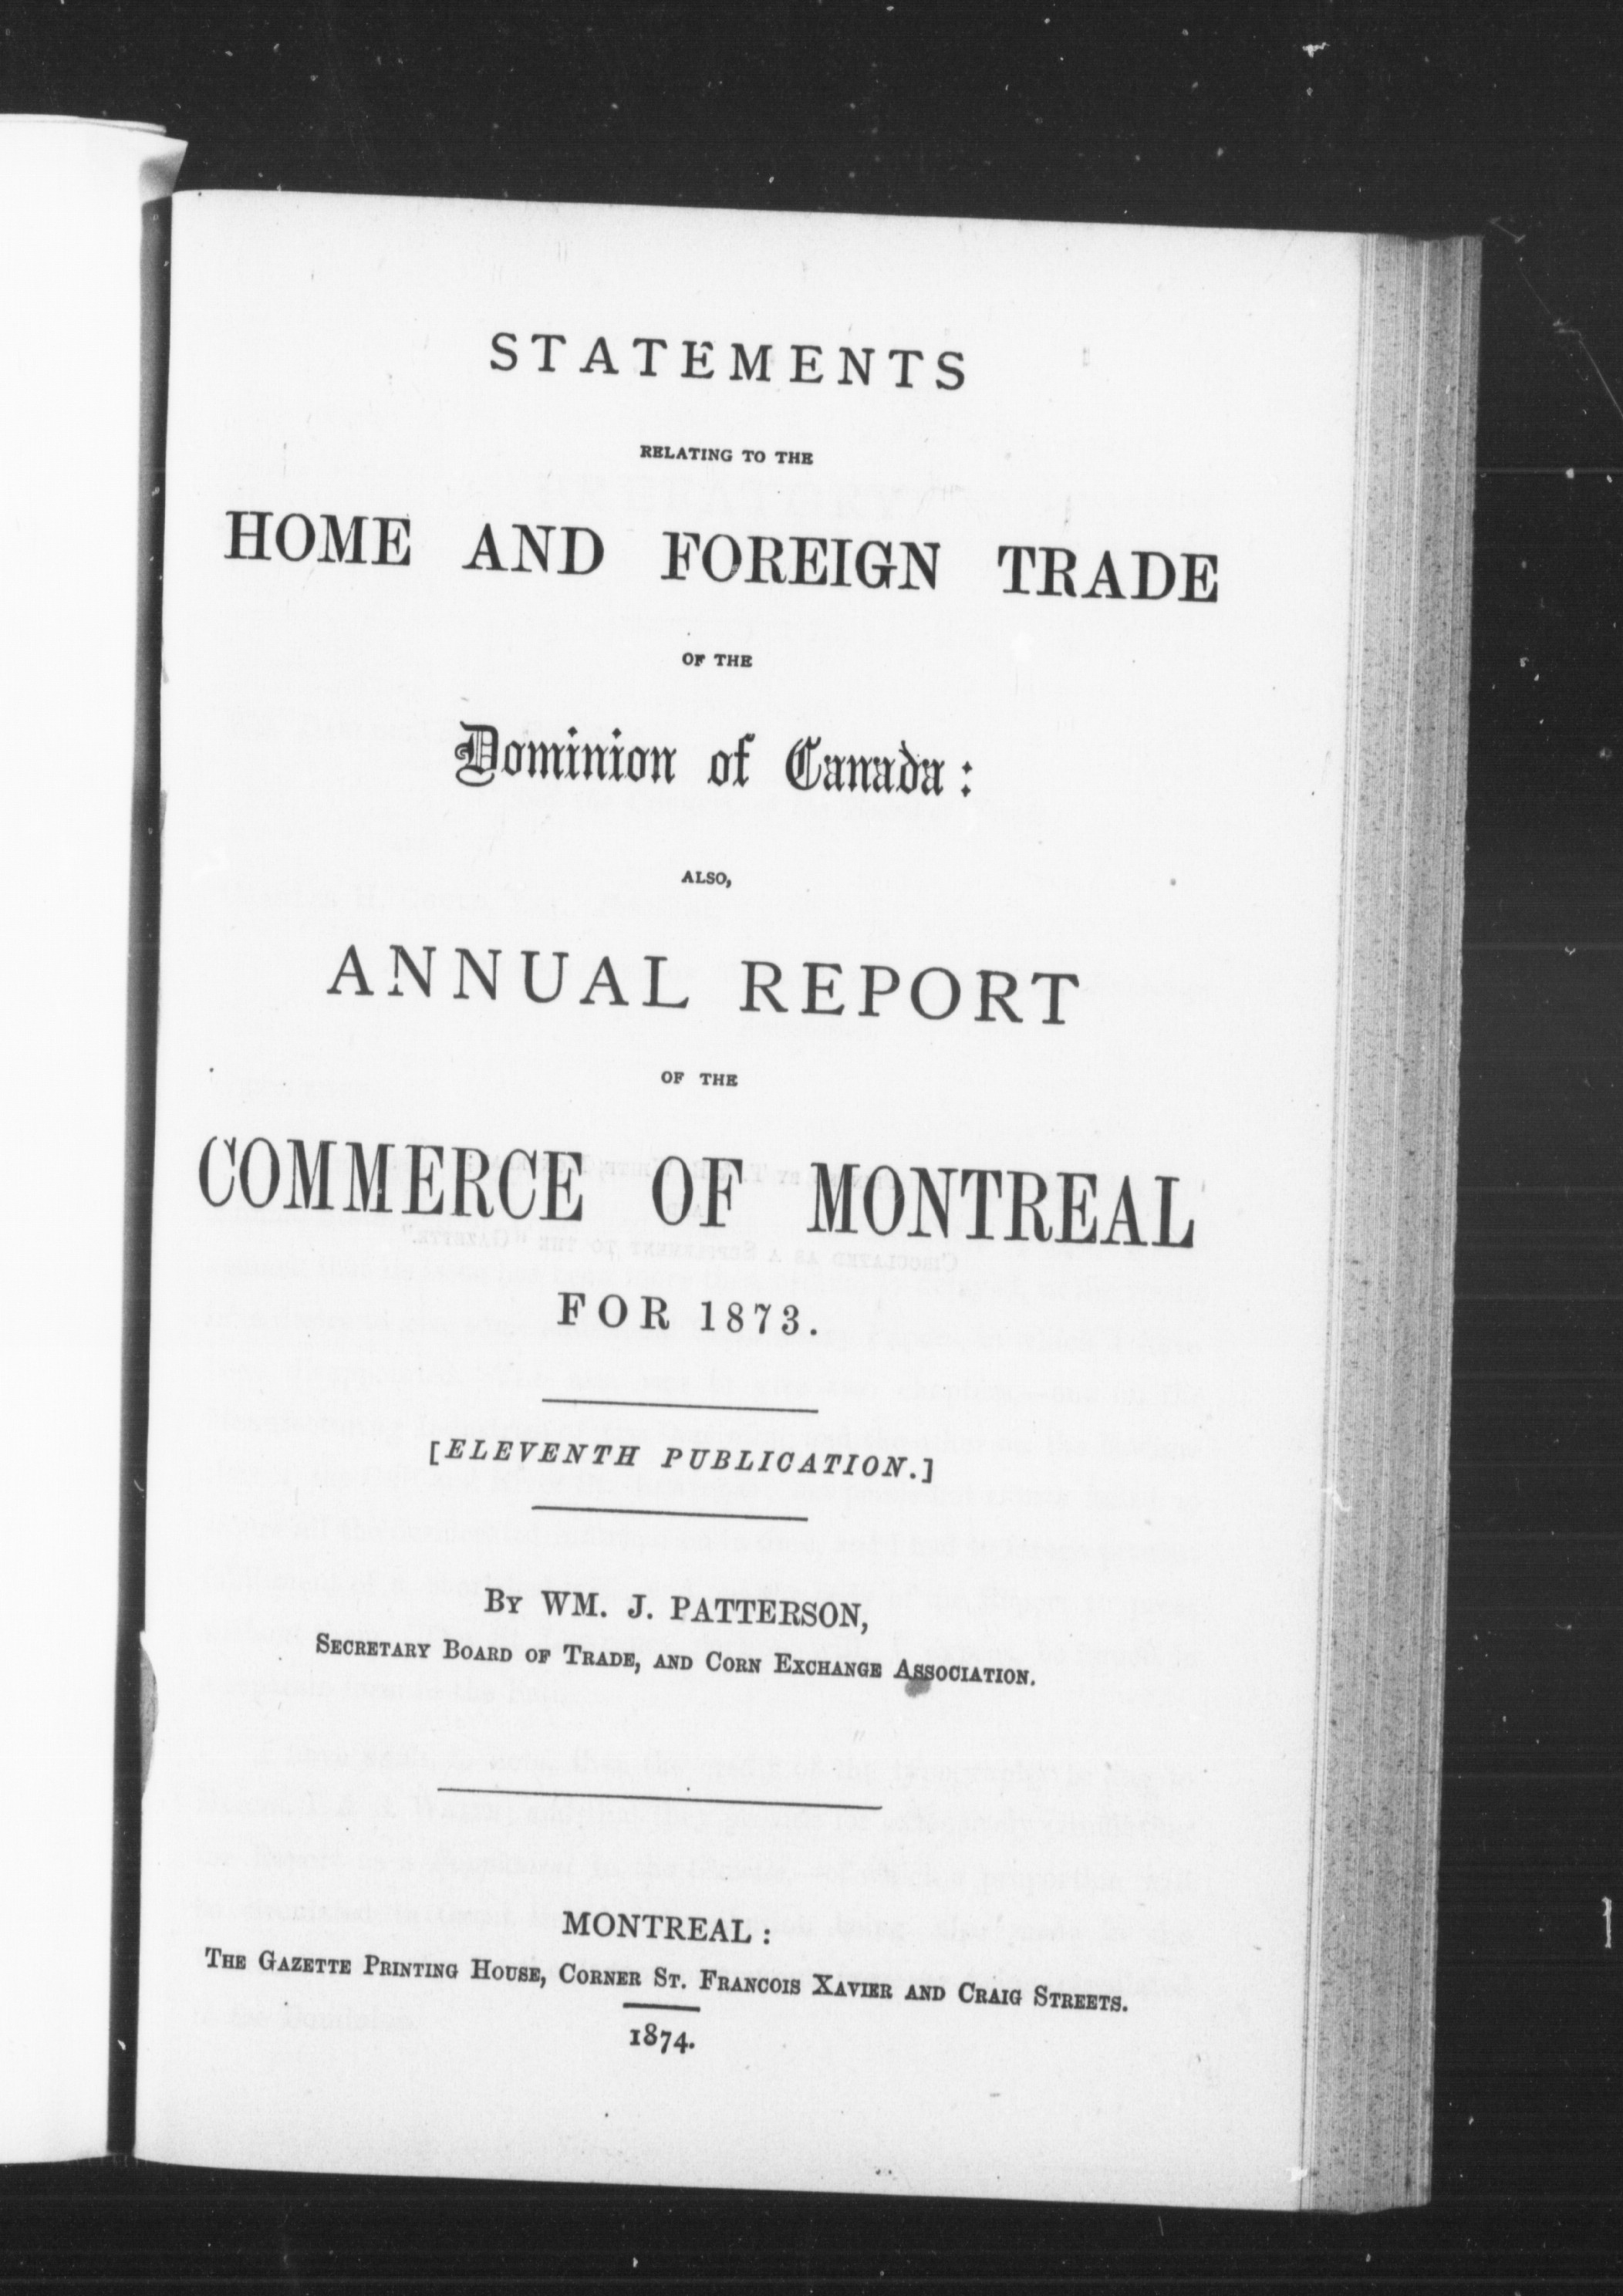 STATEMENTS
RELATING TO THE
HOME AND FOREIGN TRADE
OF THE
Dominion of Canada:
ALSO,
ANNUAL REPORT
OF THE
COMMERCE OF MONTREAL
FOR 1873.
[ELEVENTH PUBLICATION.]
BY WM. J. PATTERSON,
SECRETARY BOARD OF TRADE, AND CORN EXCHANGE ASSOCIATION.
MONTREAL:
THE GAZETTE PRINTING HOUSE, CORNER ST. FRANCOIS XAVIER AND CRAIG STREETS.
1874.